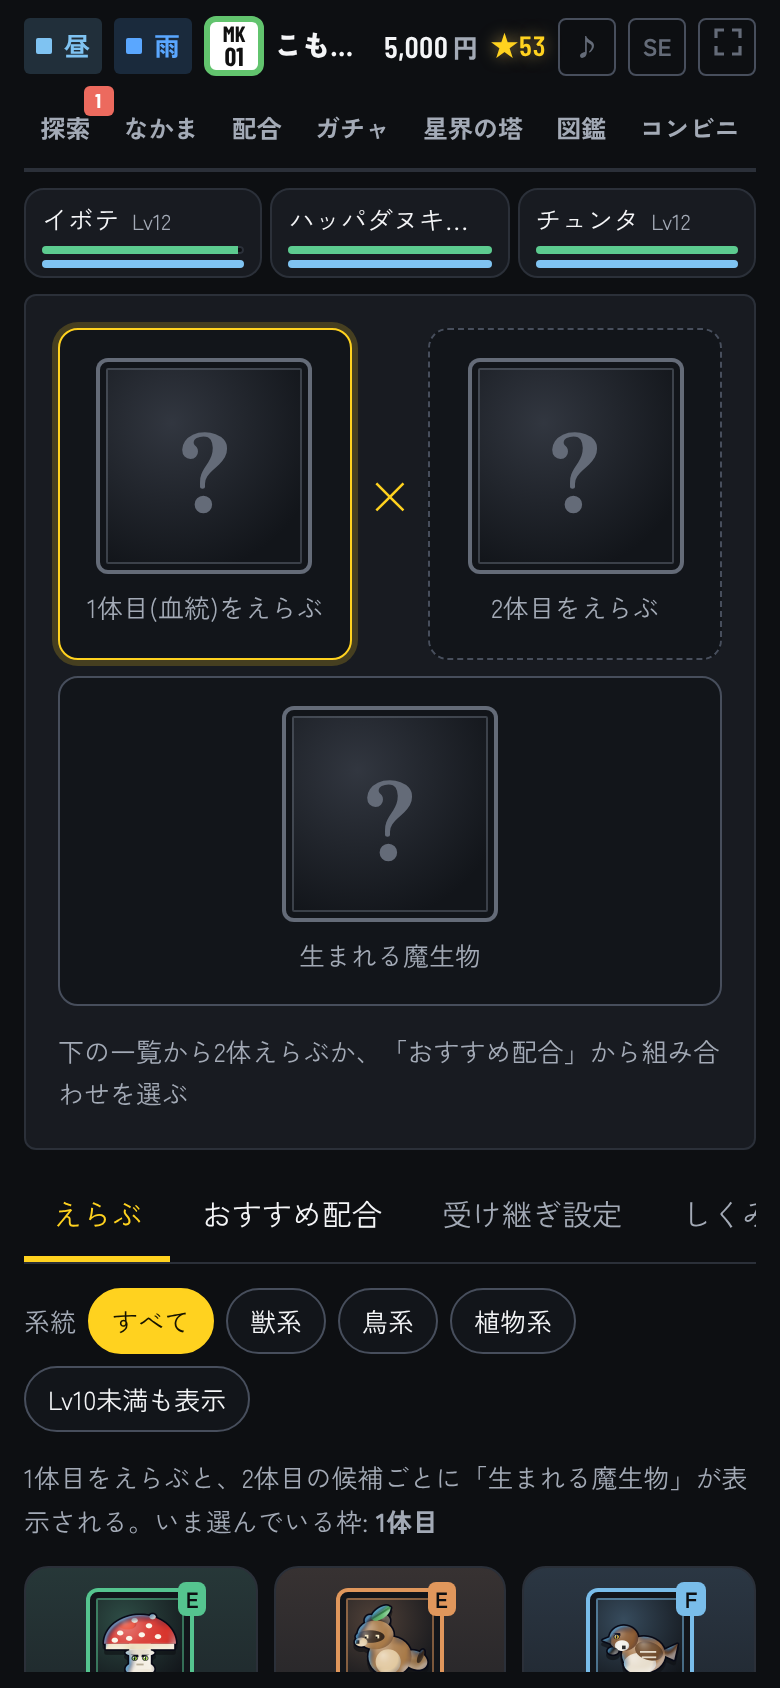 昼 雨 MK 01 こも… 5,000 円 ★53 ♪ SE
1
探索 なかま 配合 ガチャ 星界の塔 図鑑 コンビニ
イボテ Lv12 ハッパダヌキ… チュンタ Lv12
? × ?
1体目(血統)をえらぶ 2体目をえらぶ
?
生まれる魔生物
下の一覧から2体えらぶか、「おすすめ配合」から組み合
わせを選ぶ
えらぶ おすすめ配合 受け継ぎ設定 しくみ
系統 すべて 獣系 鳥系 植物系
Lv10未満も表示
1体目をえらぶと、2体目の候補ごとに「生まれる魔生物」が表
示される。いま選んでいる枠: 1体目
E E F